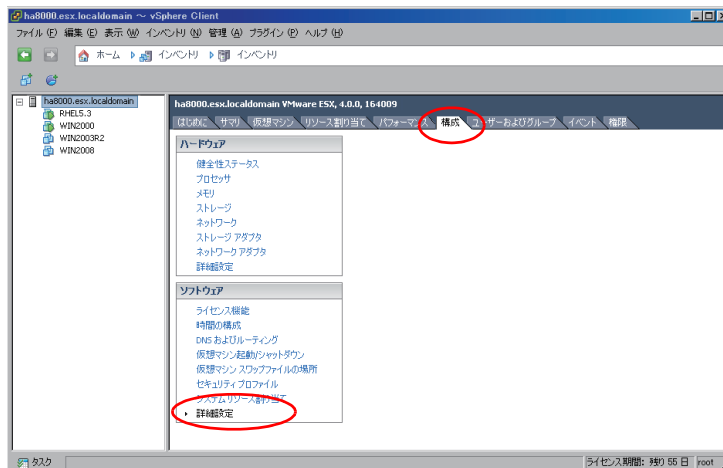 ha8000.esx.localdomain ～ vSphere Client
ファイル (F) 編集 (E) 表示 (W) インベントリ (N) 管理 (A) プラグイン (P) ヘルプ (H)
ホーム インベントリ インベントリ
ha8000.esx.localdomain
RHEL5.3
WIN2000
WIN2003R2
WIN2008
ha8000.esx.localdomain VMware ESX, 4.0.0, 164009
はじめに サマリ 仮想マシン リソース割り当て パフォーマンス 構成 ユーザーおよびグループ イベント 権限
ハードウェア
健全性ステータス
プロセッサ
メモリ
ストレージ
ネットワーク
ストレージ アダプタ
ネットワーク アダプタ
詳細設定
ソフトウェア
ライセンス機能
時間の構成
DNS およびルーティング
仮想マシン起動/シャットダウン
仮想マシン スワップファイルの場所
セキュリティ プロファイル
システムリソース割り当て
詳細設定
タスク
ライセンス期間: 残り 55 日 root